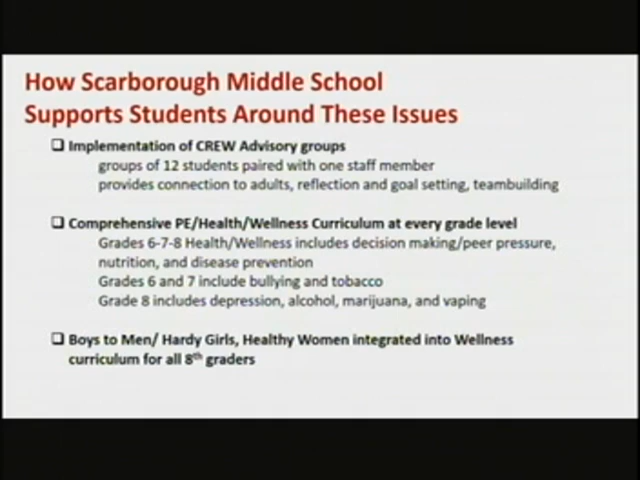 How Scarborough Middle School
Supports Students Around These Issues
Implementation of CREW Advisory groups
groups of 12 students paired with one staff member
provides connection to adults, reflection and goal setting, teambuilding
Comprehensive PE/Health/Wellness Curriculum at every grade level
Grades 6-7-8 Health/Wellness includes decision making/peer pressure,
nutrition, and disease prevention
Grades 6 and 7 include bullying and tobacco
Grade 8 includes depression, alcohol, marijuana, and vaping
Boys to Men/ Hardy Girls, Healthy Women integrated into Wellness
curriculum for all 8th graders